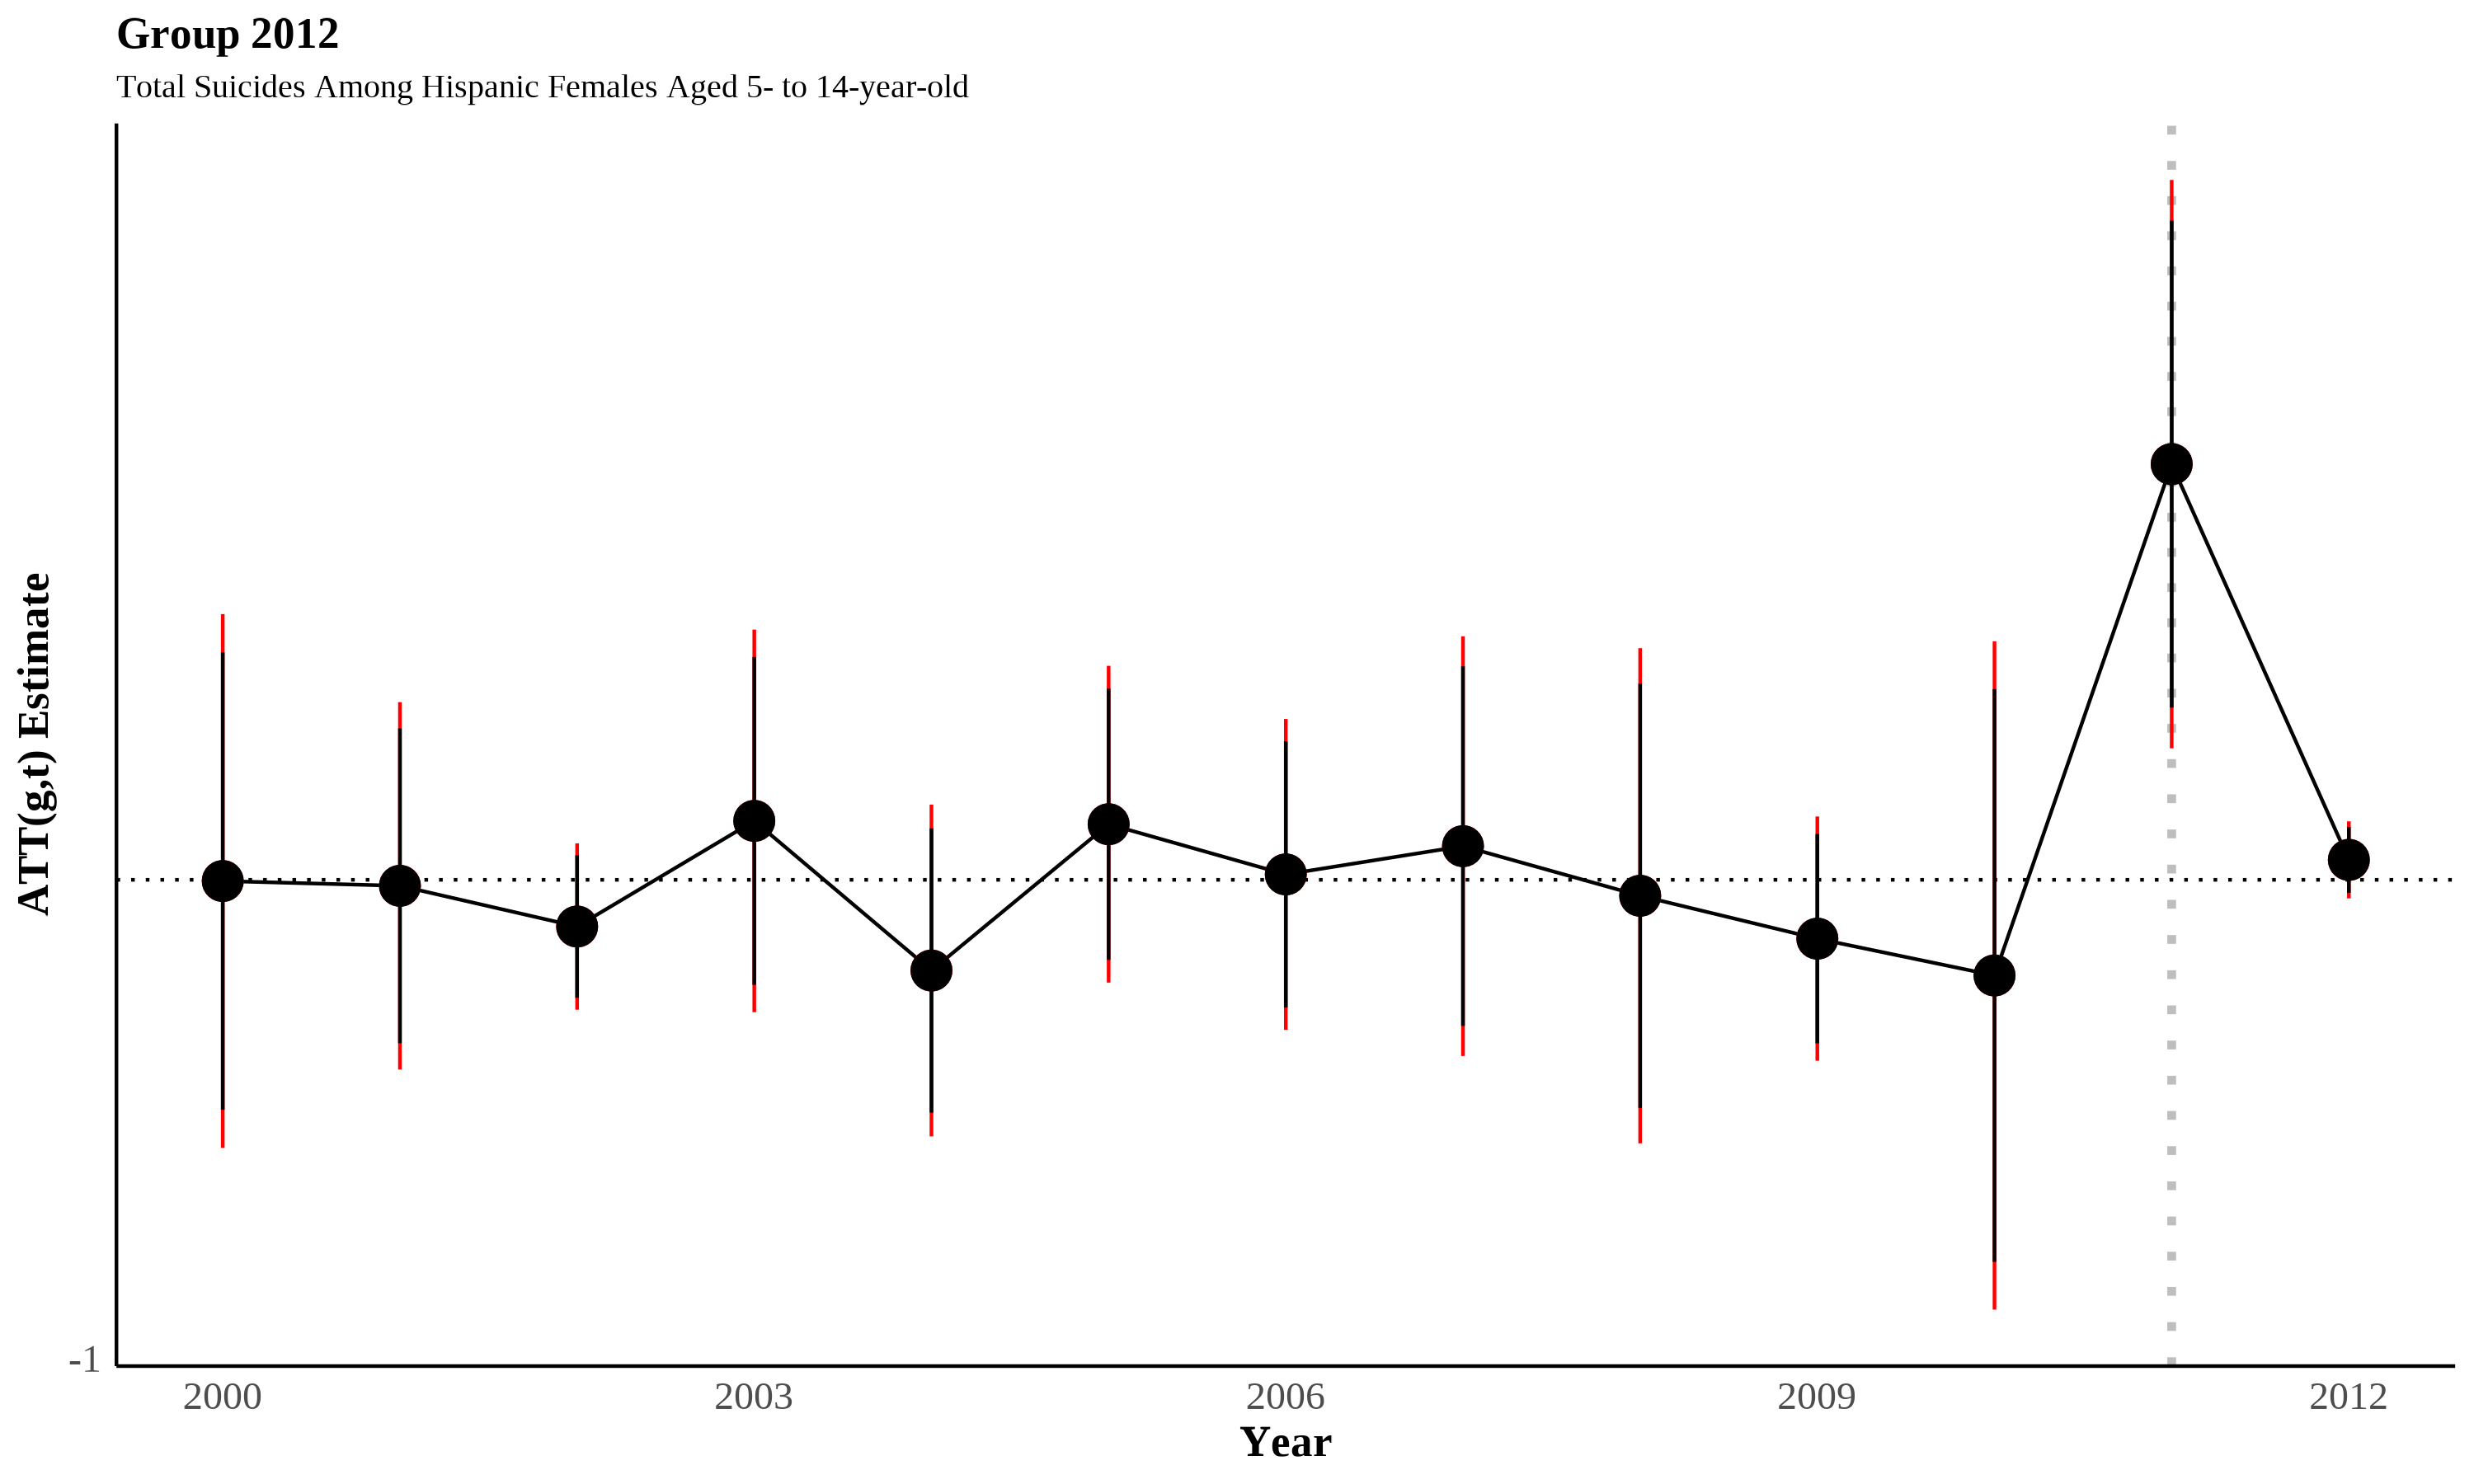 Group 2012
Total Suicides Among Hispanic Females Aged 5- to 14-year-old
ATT(g,t) Estimate
-1
2000 2003 2006 2009 2012
Year